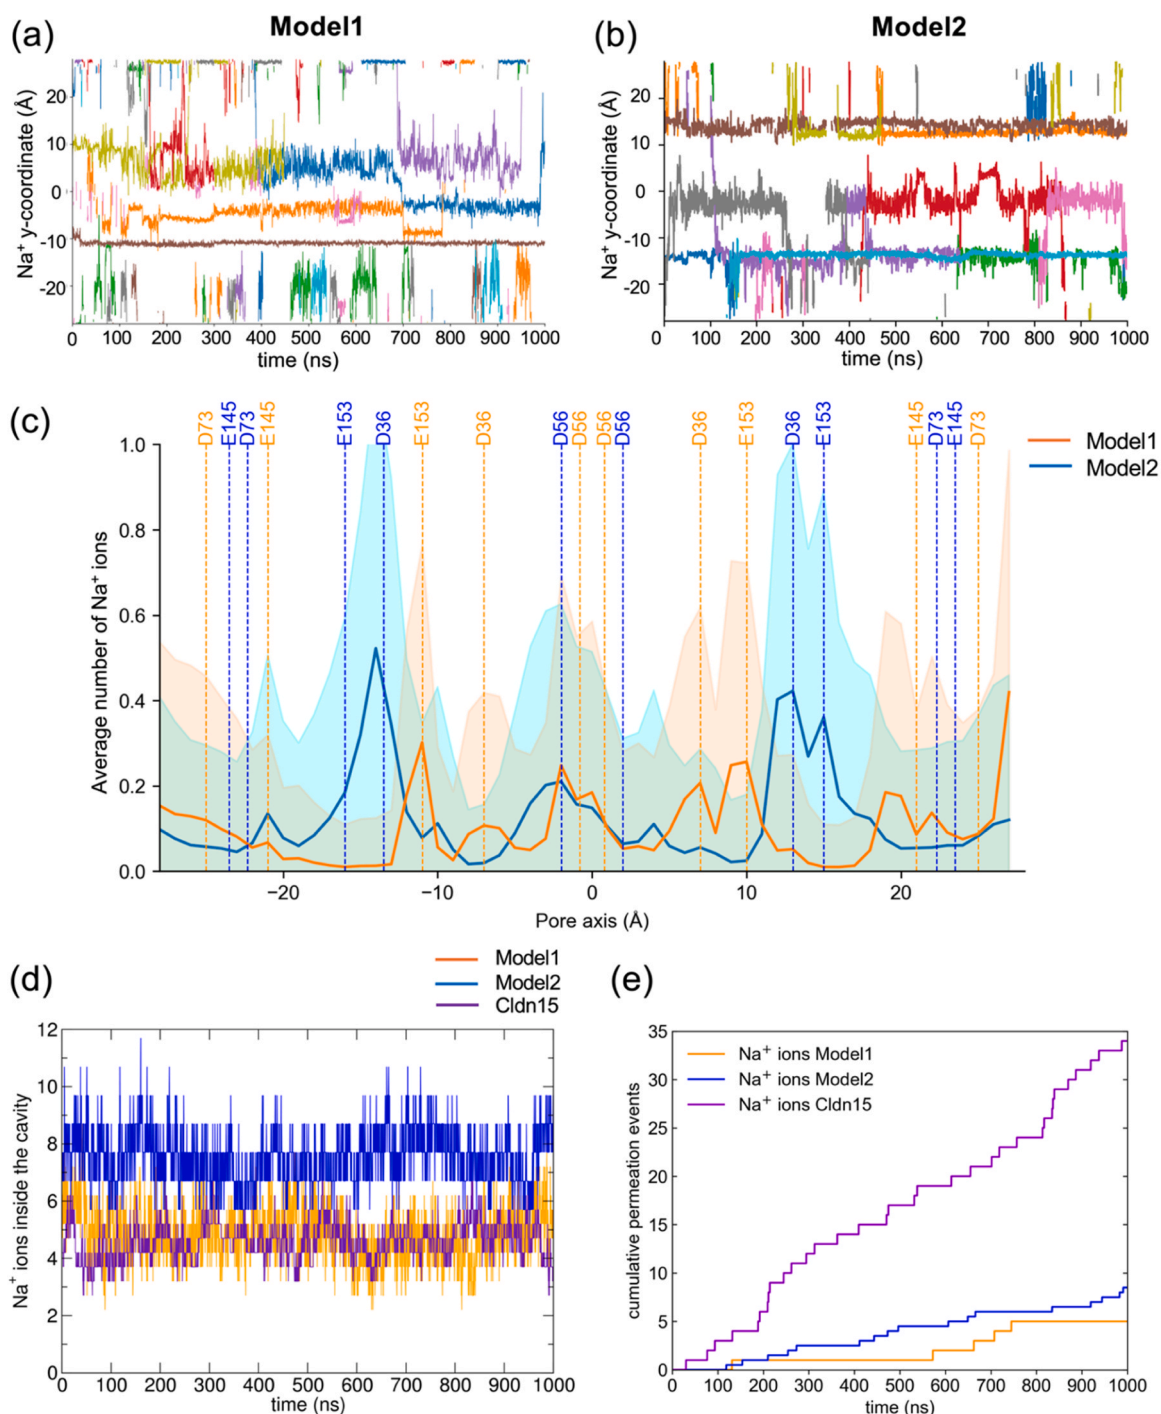 (a)
Model1
Na⁺ y-coordinate (Å)
20
10
0
-10
-20
0 100 200 300 400 500 600 700 800 900 1000
time (ns)
(b)
Model2
Na⁺ y-coordinate (Å)
20
10
0
-10
-20
0 100 200 300 400 500 600 700 800 900 1000
time (ns)
(c)
D73 E145 D73 E145 E153 D36 E153 D36 D56 D56 D56 D56 D36 E153 D36 E153 E145 D73 E145 D73
Model1
Model2
Average number of Na⁺ ions
1.0
0.8
0.6
0.4
0.2
0.0
−20 −10 0 10 20
Pore axis (Å)
(d)
Model1
Model2
Cldn15
Na⁺ ions inside the cavity
12
10
8
6
4
2
0
0 100 200 300 400 500 600 700 800 900 1000
time (ns)
(e)
Na⁺ ions Model1
Na⁺ ions Model2
Na⁺ ions Cldn15
cumulative permeation events
35
30
25
20
15
10
5
0
0 100 200 300 400 500 600 700 800 900 1000
time (ns)